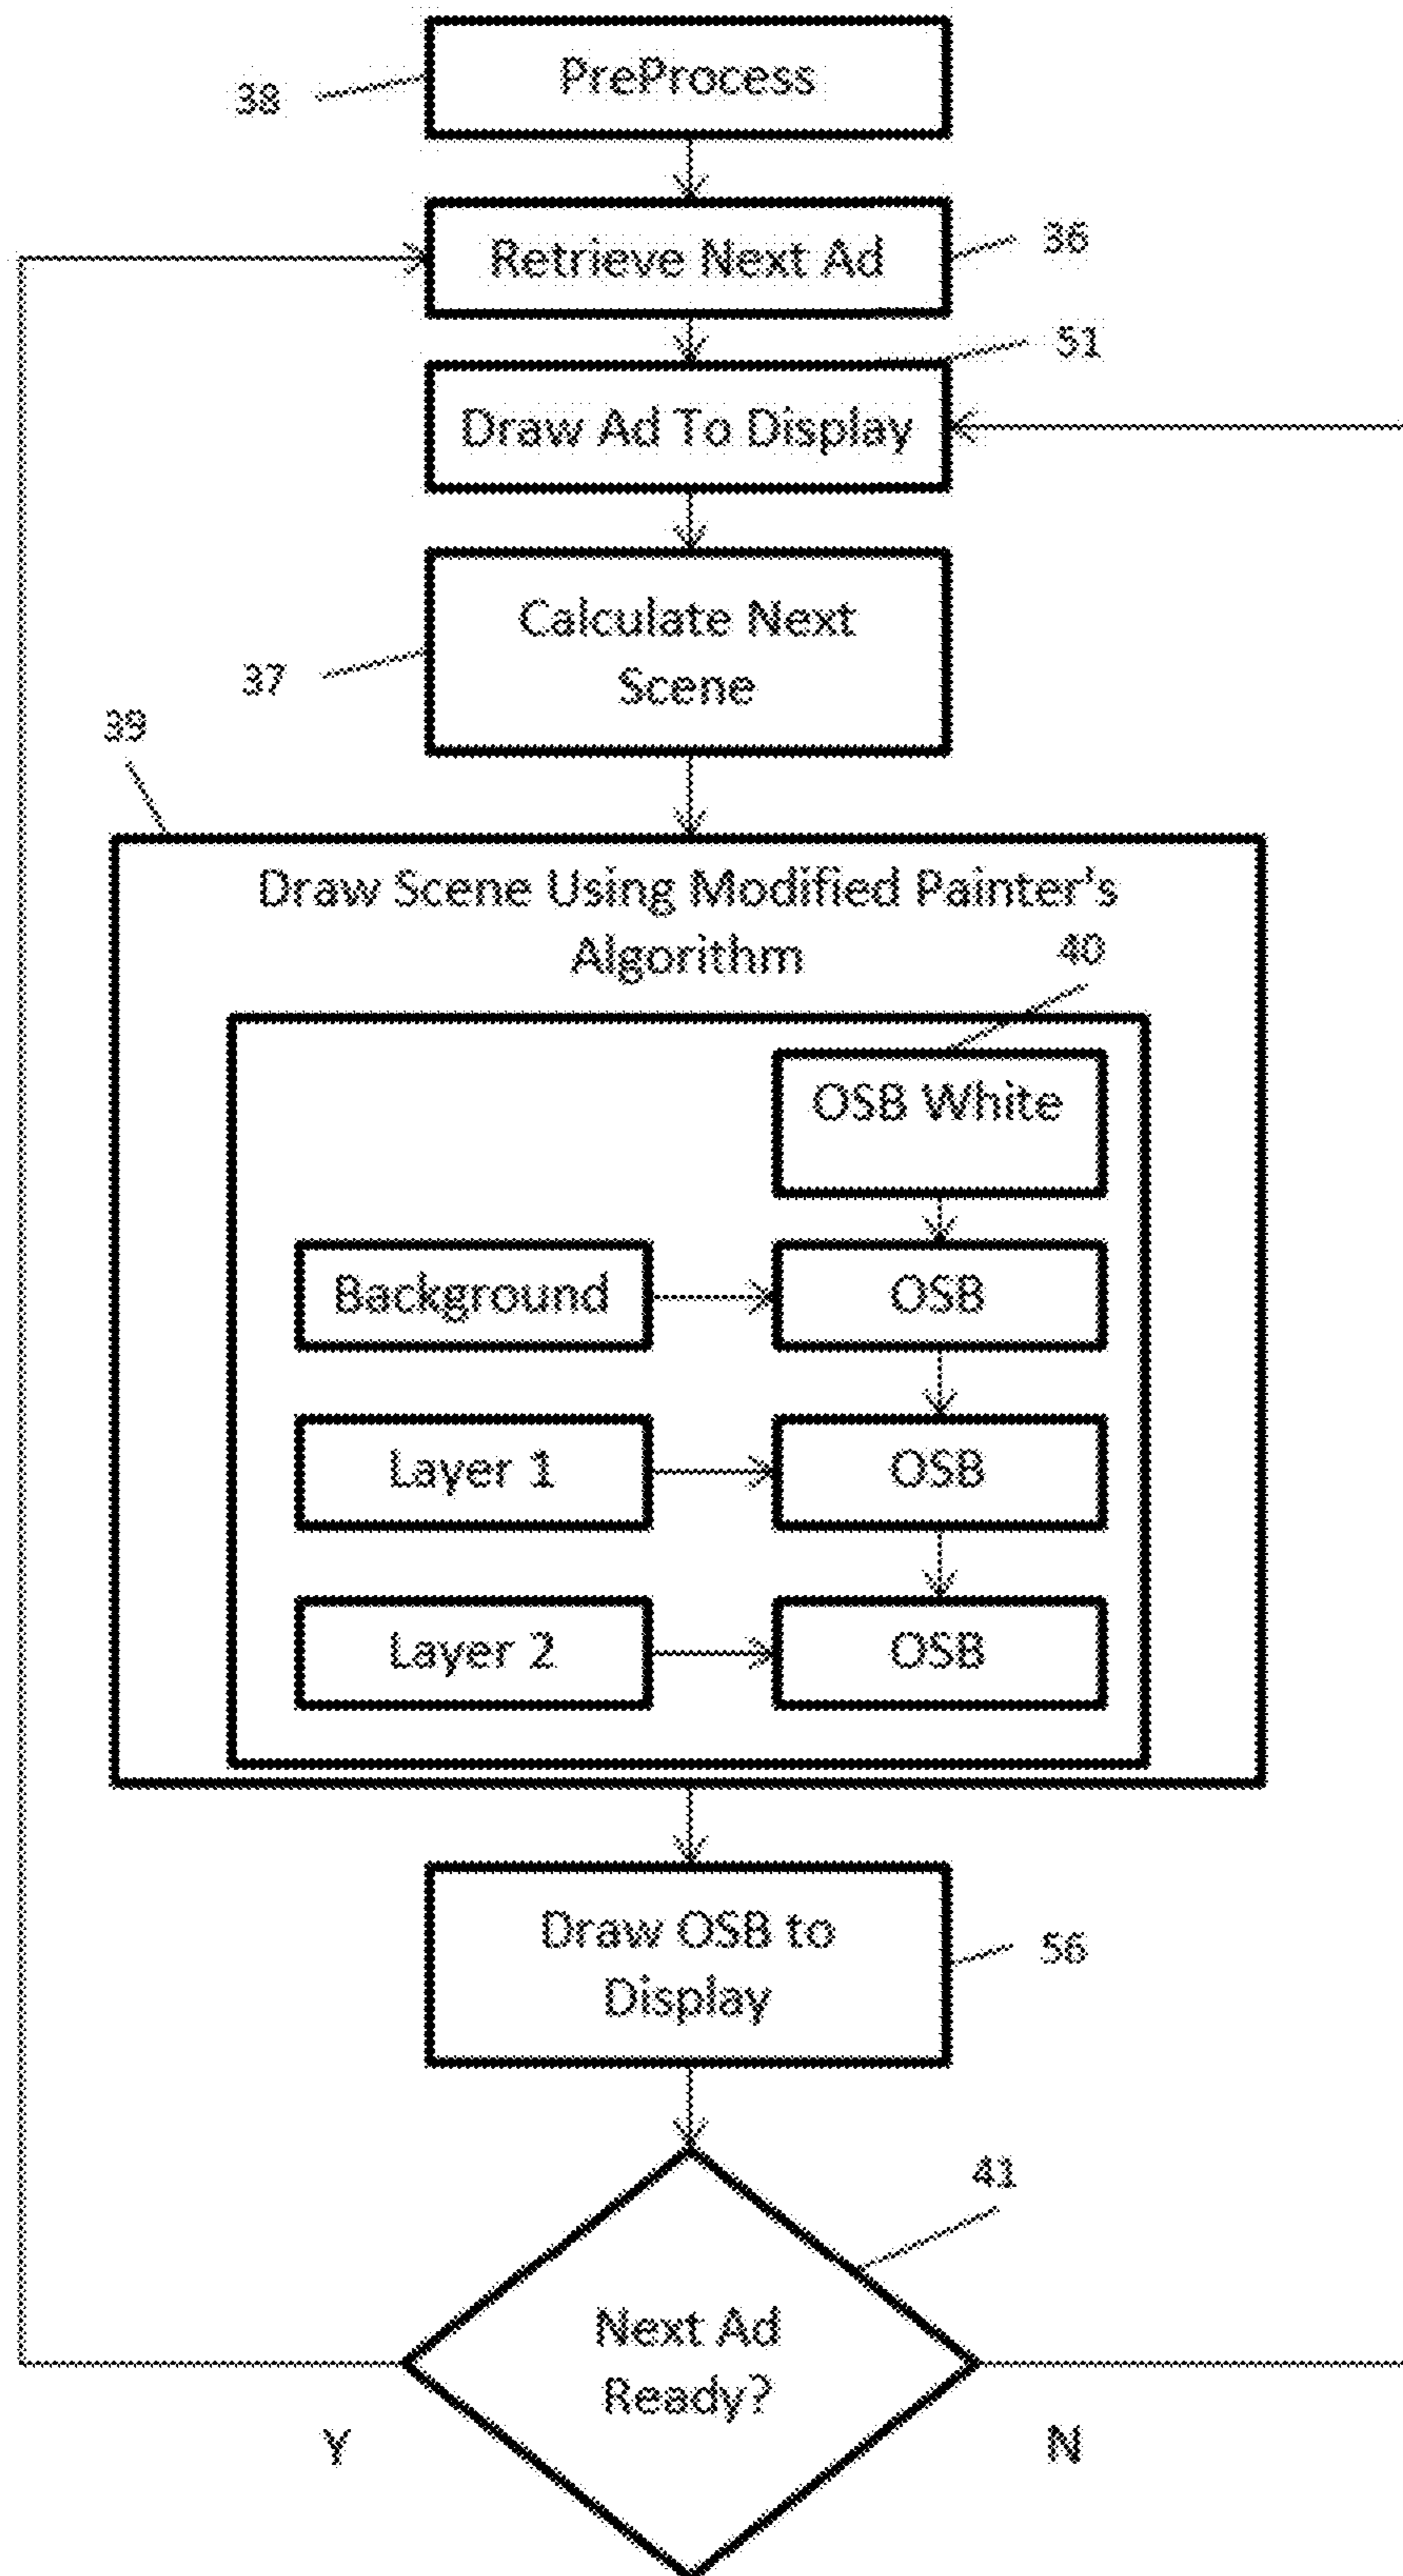 PreProcess
38
Retrieve Next Ad
36
51
Draw Ad To Display
Calculate Next
Scene
37
39
Draw Scene Using Modified Painter's
Algorithm
40
OSB White
Background
OSB
Layer 1
OSB
Layer 2
OSB
Draw OSB to
Display
56
41
Next Ad
Ready?
Y
N